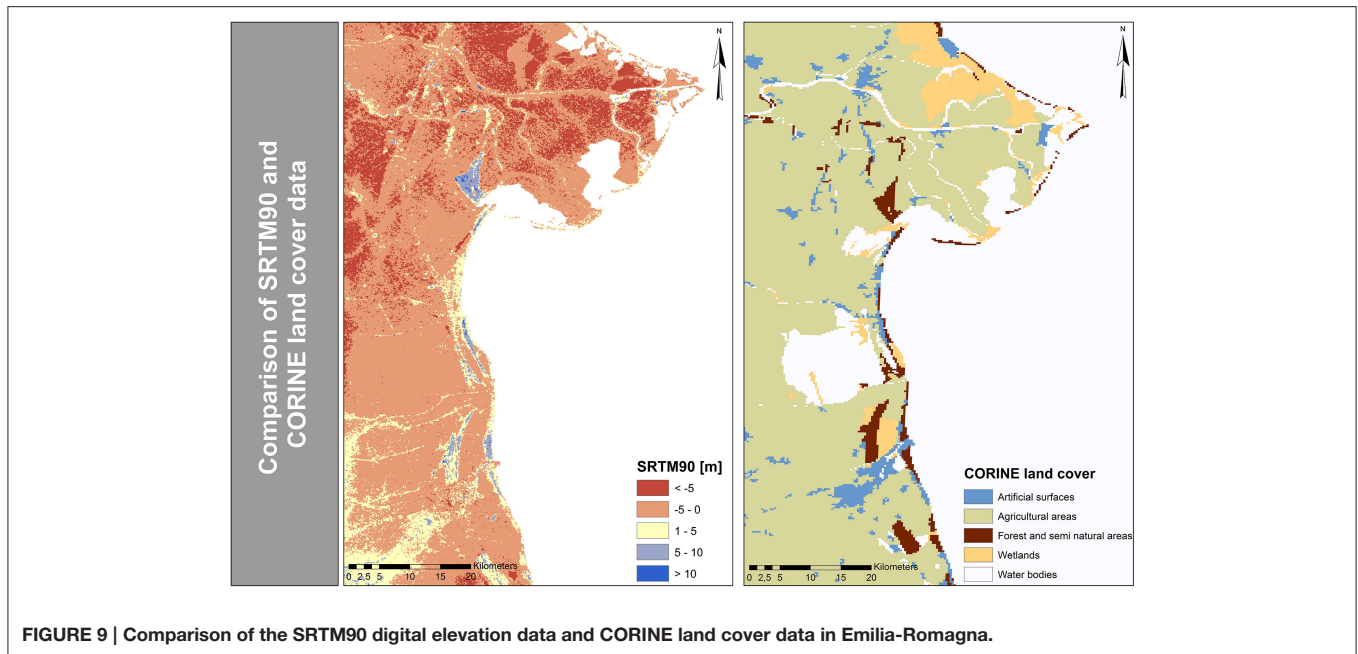 Comparison of SRTM90 and
CORINE land cover data
N
SRTM90 [m]
< -5
-5 - 0
1 - 5
5 - 10
> 10
Kilometers
0 2,5 5 10 15 20
N
CORINE land cover
Artificial surfaces
Agricultural areas
Forest and semi natural areas
Wetlands
Water bodies
Kilometers
0 2,5 5 10 15 20
FIGURE 9 | Comparison of the SRTM90 digital elevation data and CORINE land cover data in Emilia-Romagna.